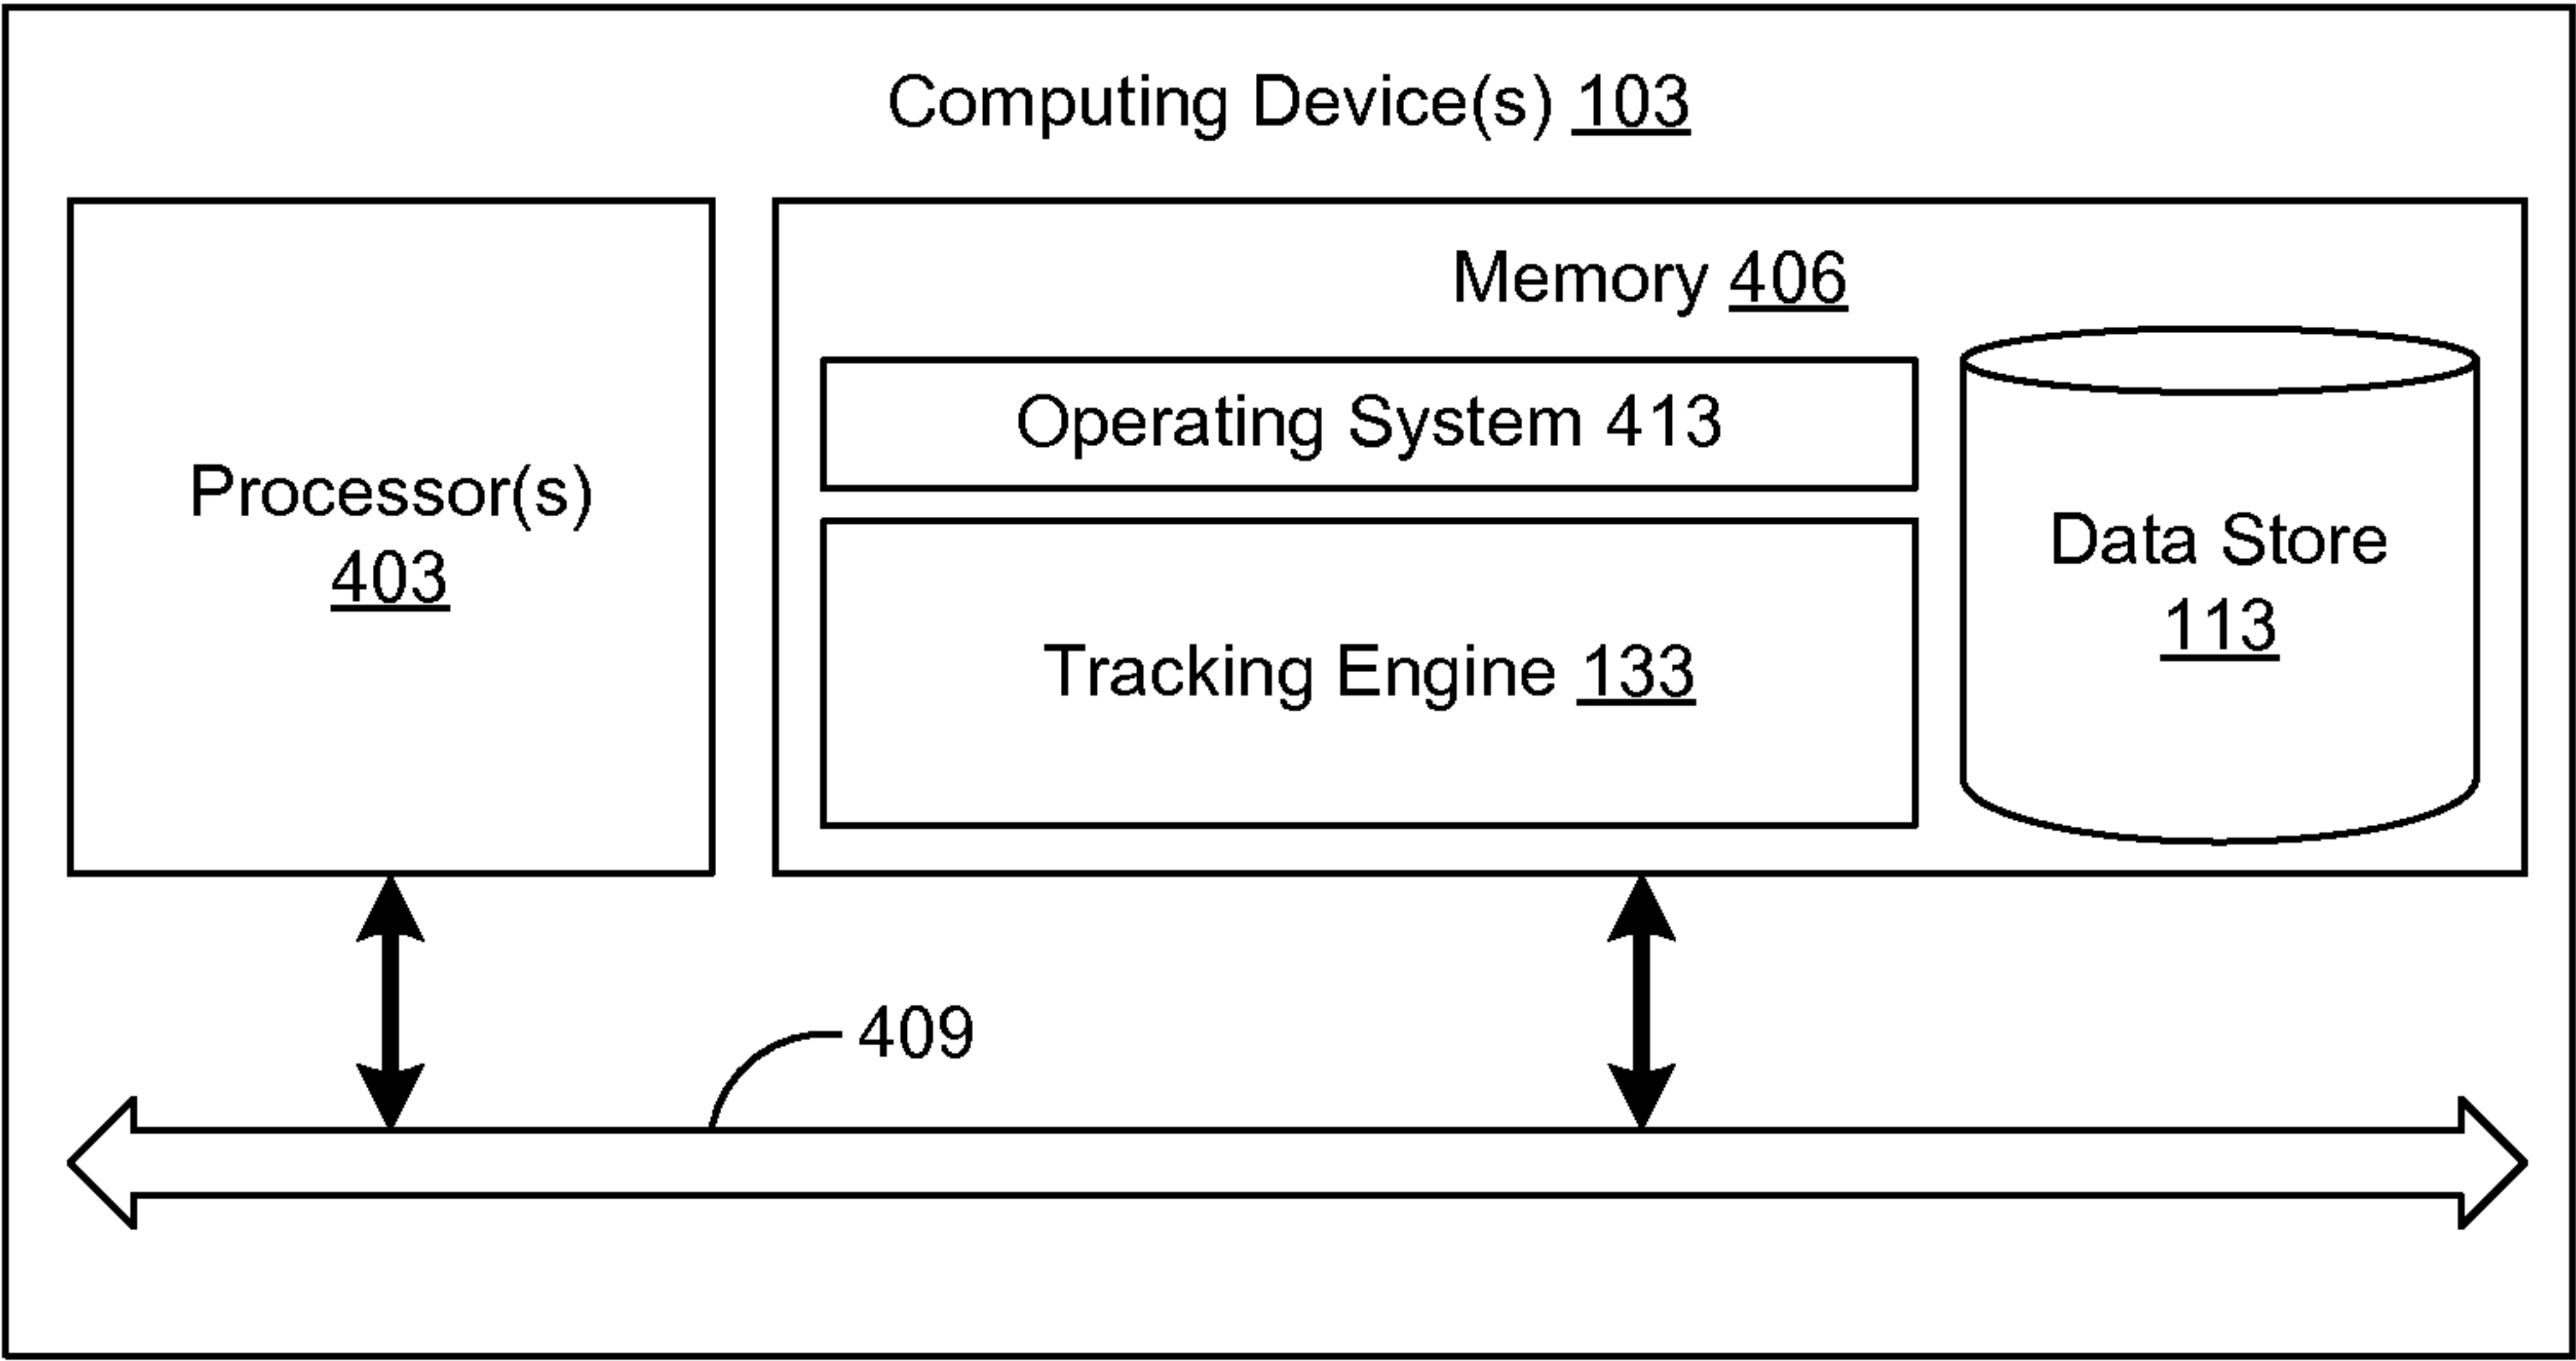 Computing Device(s) 103
Processor(s)
403
Memory 406
Operating System 413
Tracking Engine 133
Data Store
113
409